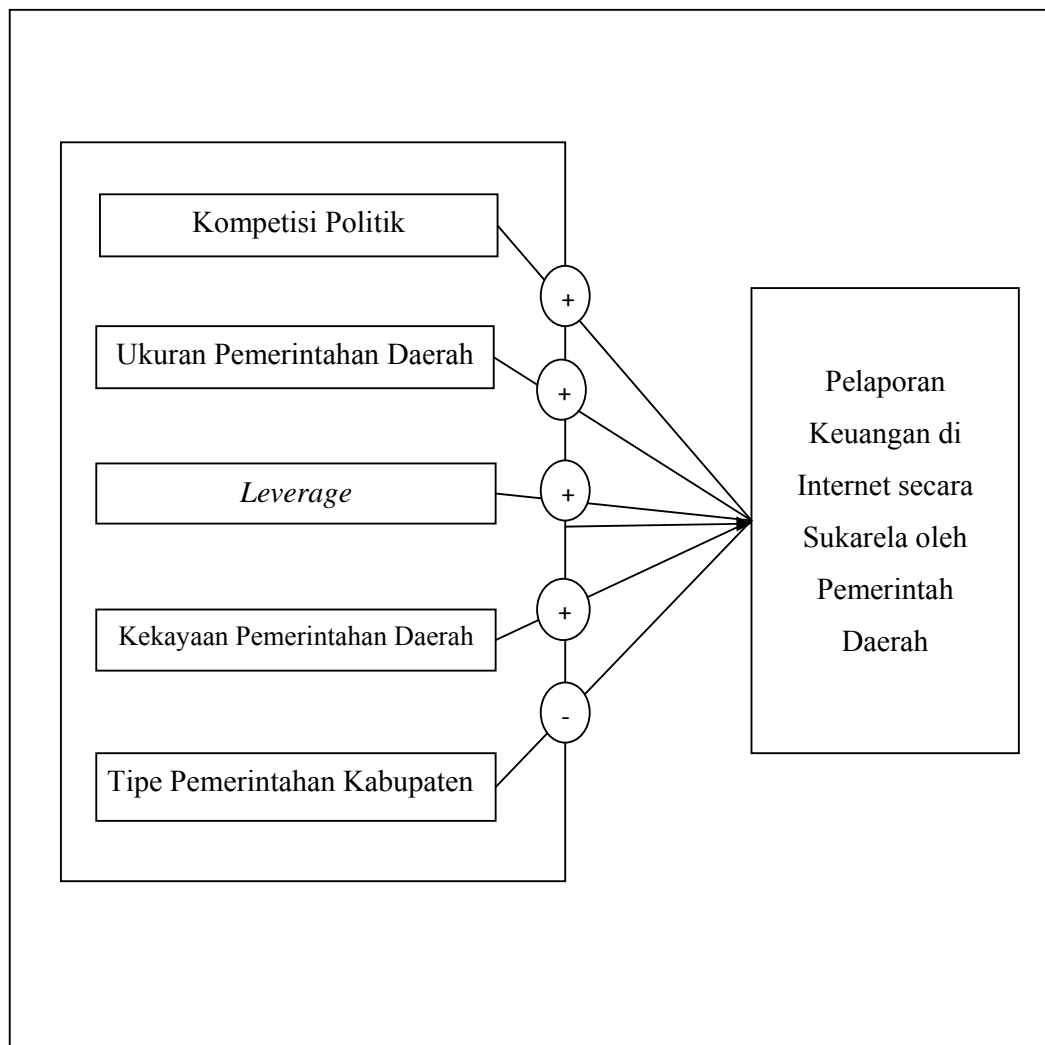 Kompetisi Politik
+
Ukuran Pemerintahan Daerah
+
Leverage
+
Kekayaan Pemerintahan Daerah
+
Tipe Pemerintahan Kabupaten
-
Pelaporan
Keuangan di
Internet secara
Sukarela oleh
Pemerintah
Daerah